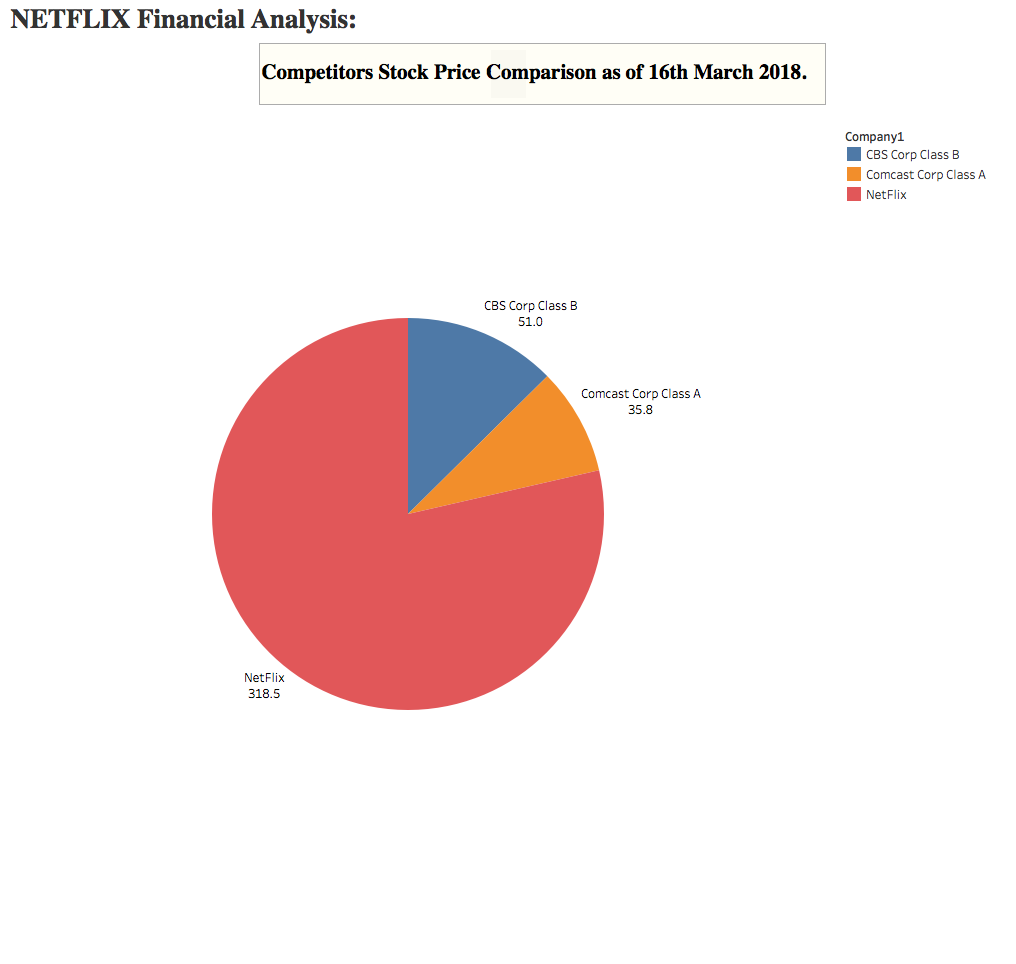 NETFLIX Financial Analysis:
Competitors Stock Price Comparison as of 16th March 2018.
Company1
CBS Corp Class B
Comcast Corp Class A
NetFlix
CBS Corp Class B
51.0
Comcast Corp Class A
35.8
NetFlix
318.5